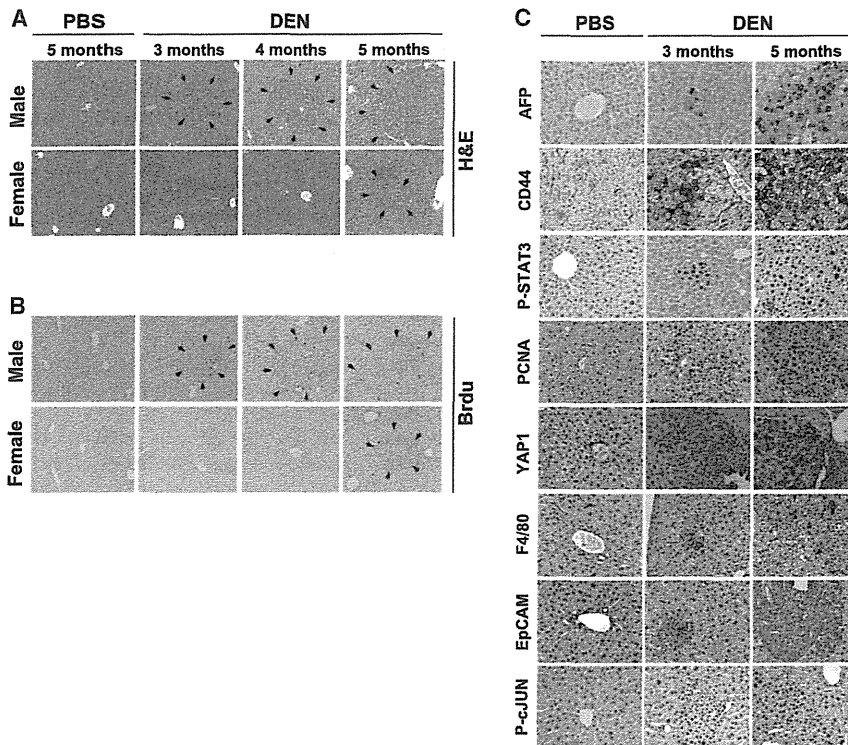 A
PBS
DEN
5 months
3 months
4 months
5 months
Male
Female
H&E
B
Male
Female
Brdu
C
PBS
DEN
3 months
5 months
AFP
CD44
P-STAT3
PCNA
YAP1
F4/80
EpCAM
P-cJUN